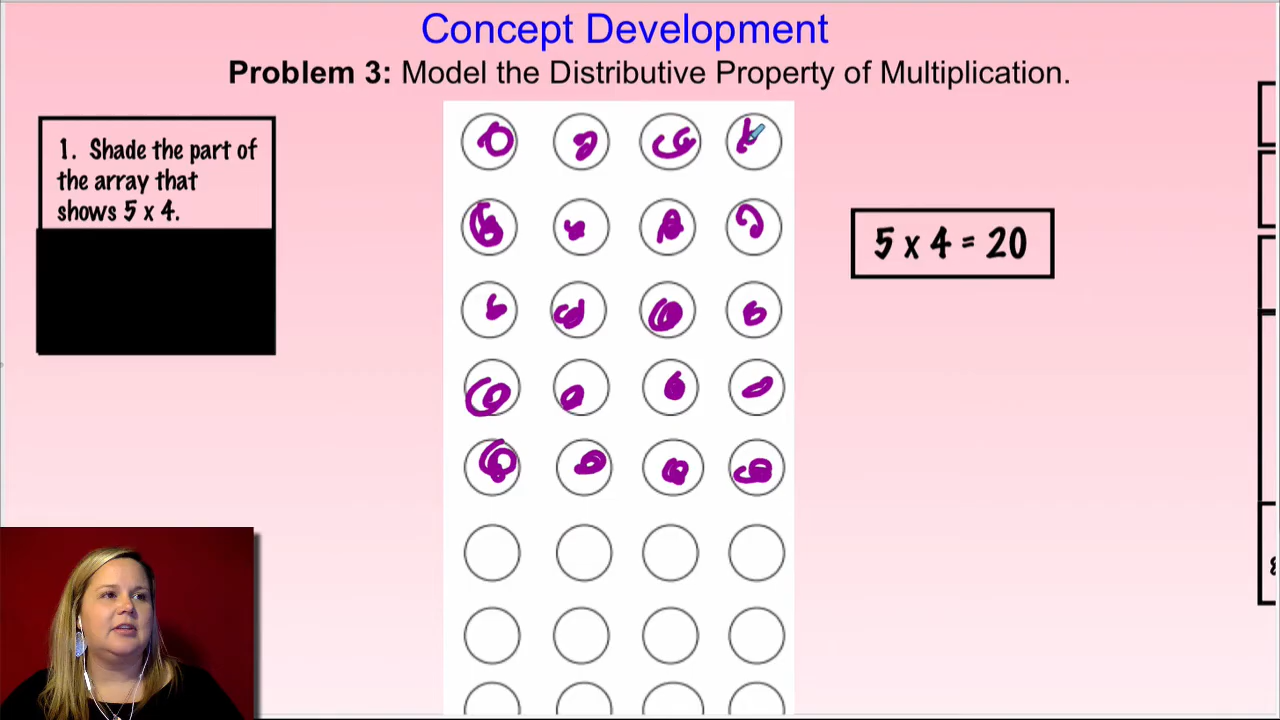 Concept Development
Problem 3: Model the Distributive Property of Multiplication.
1. Shade the part of
the array that
shows 5 x 4.
5 x 4 = 20